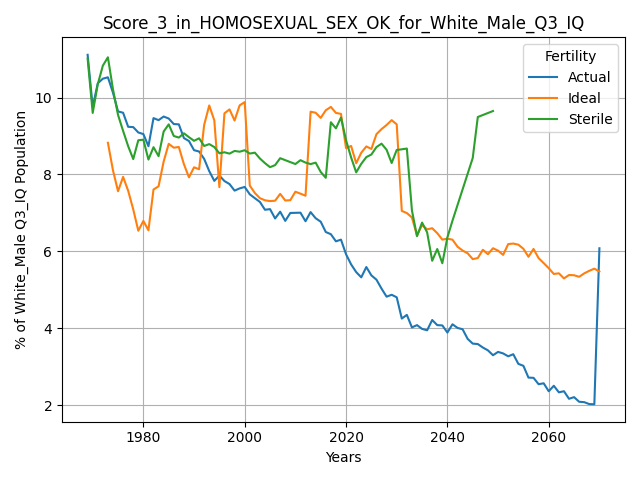 Score_3_in_HOMOSEXUAL_SEX_OK_for_White_Male_Q3_IQ
Fertility
Actual
Ideal
Sterile
% of White_Male Q3_IQ Population
10
8
6
4
2
1980
2000
2020
2040
2060
Years